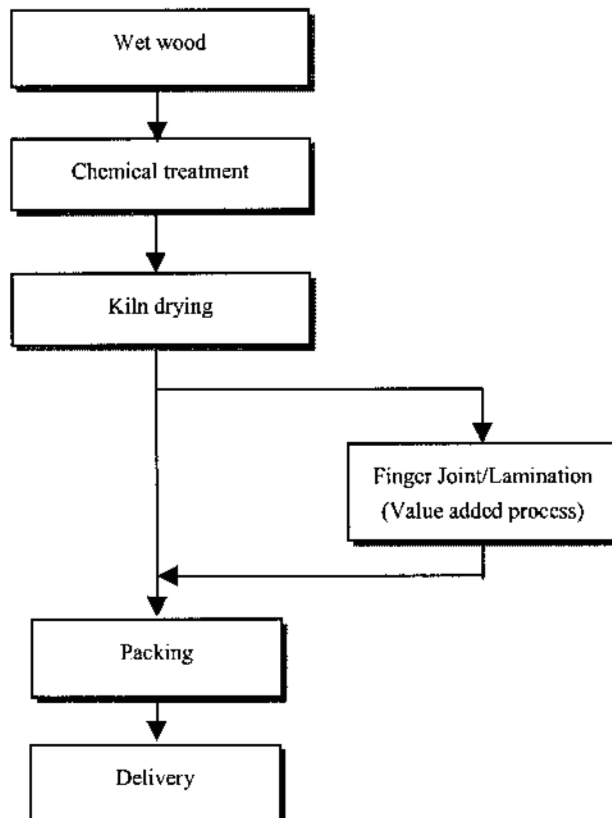 Wet wood
Chemical treatment
Kiln drying
Finger Joint/Lamination
(Value added process)
Packing
Delivery